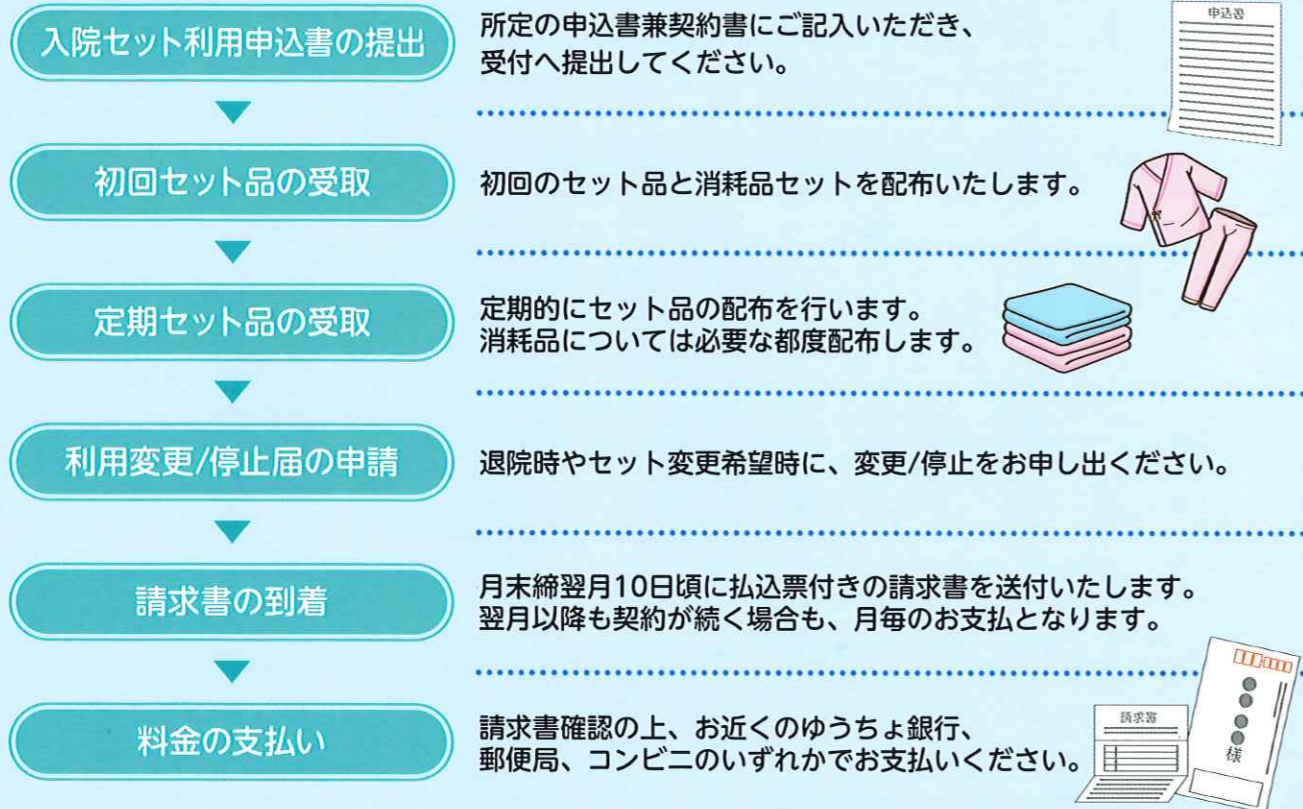 入院セット利用申込書の提出
所定の申込書兼契約書にご記入いただき、
受付へ提出してください。
申込書
初回セット品の受取
初回のセット品と消耗品セットを配布いたします。
定期セット品の受取
定期的にセット品の配布を行います。
消耗品については必要な都度配布します。
利用変更/停止届の申請
退院時やセット変更希望時に、変更/停止をお申し出ください。
請求書の到着
月末締翌月10日頃に払込票付きの請求書を送付いたします。
翌月以降も契約が続く場合も、月毎のお支払となります。
料金の支払い
請求書確認の上、お近くのゆうちょ銀行、
郵便局、コンビニのいずれかでお支払いください。
請求書
様